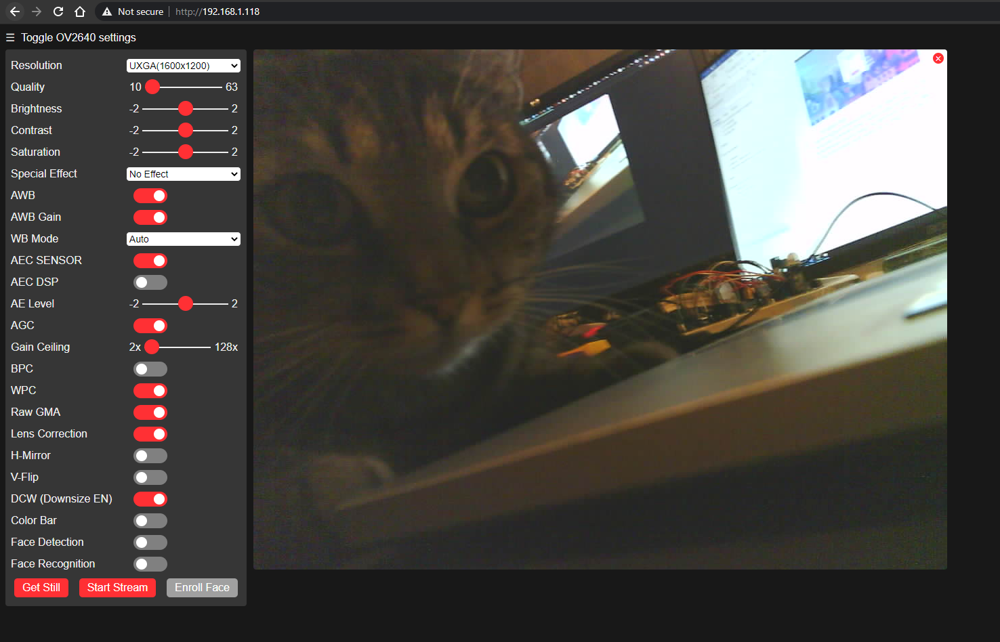 Not secure | http://192.168.1.118
☰ Toggle OV2640 settings
Resolution UXGA(1600x1200)
Quality 10 63
Brightness -2 2
Contrast -2 2
Saturation -2 2
Special Effect No Effect
AWB
AWB Gain
WB Mode Auto
AEC SENSOR
AEC DSP
AE Level -2 2
AGC
Gain Ceiling 2x 128x
BPC
WPC
Raw GMA
Lens Correction
H-Mirror
V-Flip
DCW (Downsize EN)
Color Bar
Face Detection
Face Recognition
Get Still Start Stream Enroll Face